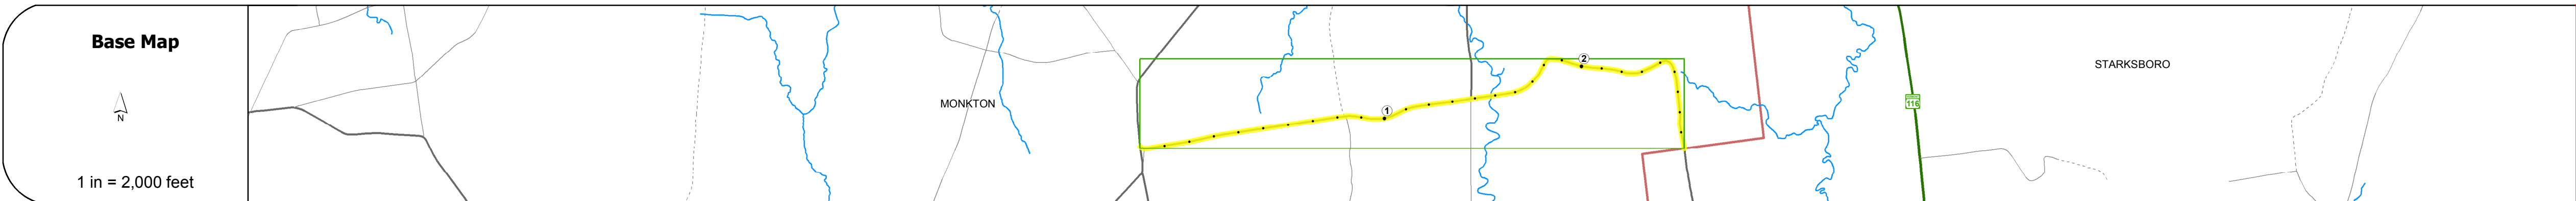 Base Map
N
1 in = 2,000 feet
MONKTON
1
2
116
STARKSBORO